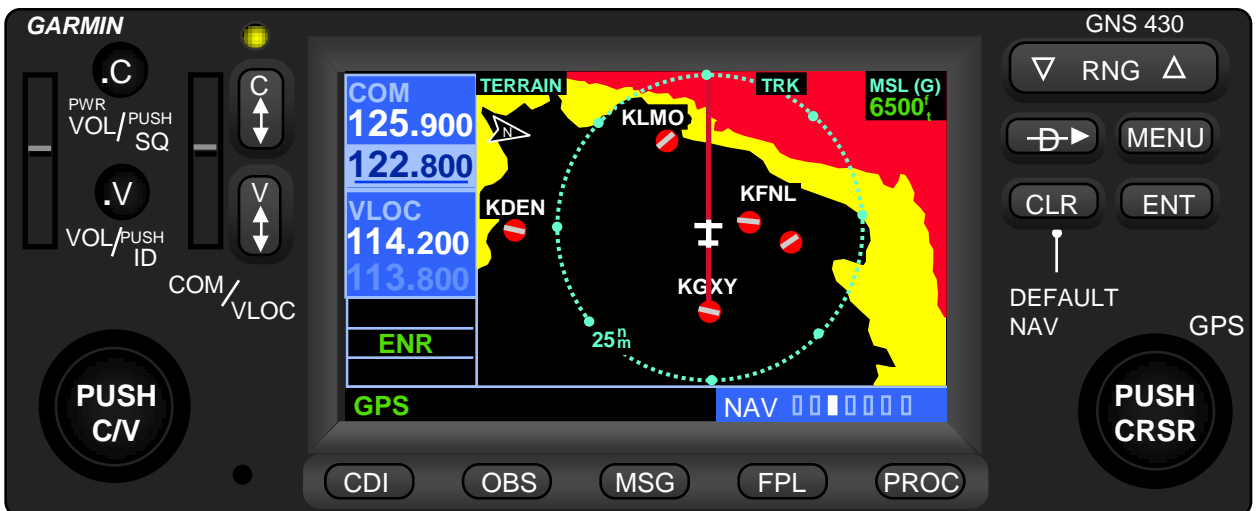 GARMIN
GNS 430
.C
PWR
VOL/PUSH
SQ
C
.V
VOL/PUSH
ID
V
COM/VLOC
PUSH
C/V
COM
125.900
122.800
VLOC
114.200
113.800
ENR
GPS
TERRAIN
TRK
MSL (G)
6500ft
N
KLMO
KDEN
KFNL
KGXY
25nm
NAV
RNG
D
MENU
CLR
ENT
DEFAULT
NAV
GPS
PUSH
CRSR
CDI
OBS
MSG
FPL
PROC